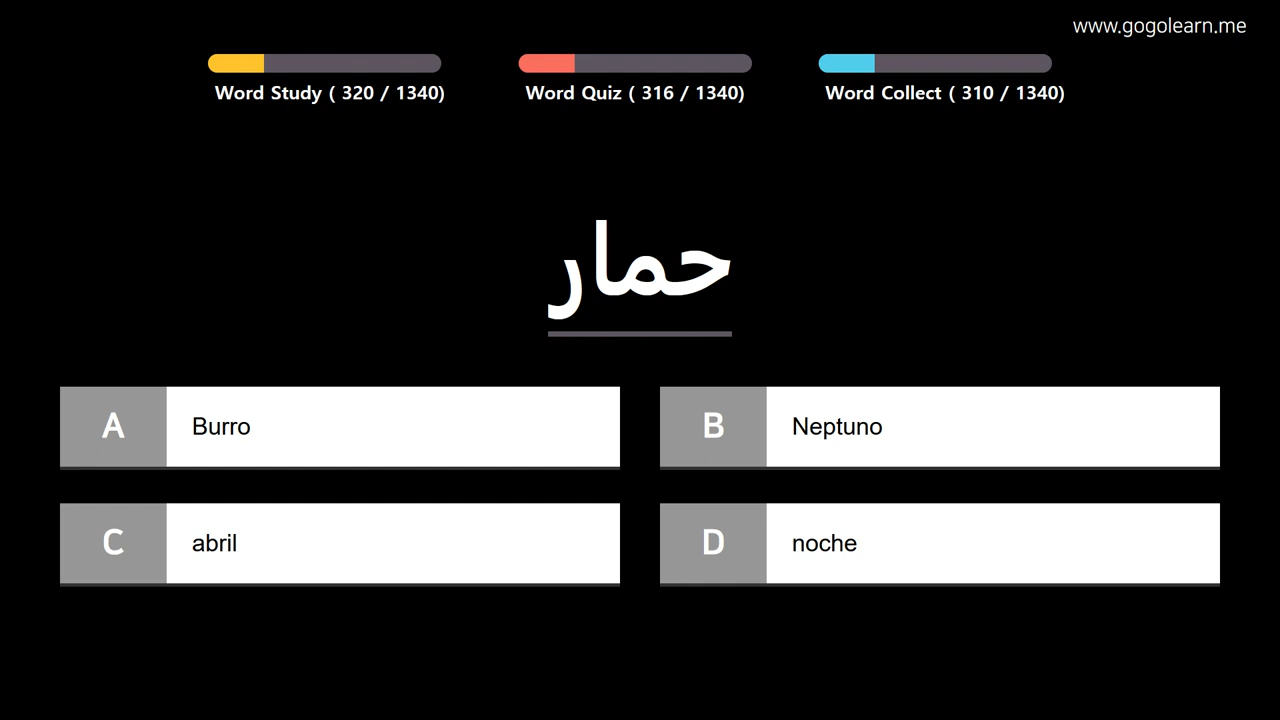 www.gogolearn.me
Word Study ( 320 / 1340)
Word Quiz ( 316 / 1340)
Word Collect ( 310 / 1340)
حمار
A Burro
B Neptuno
C abril
D noche